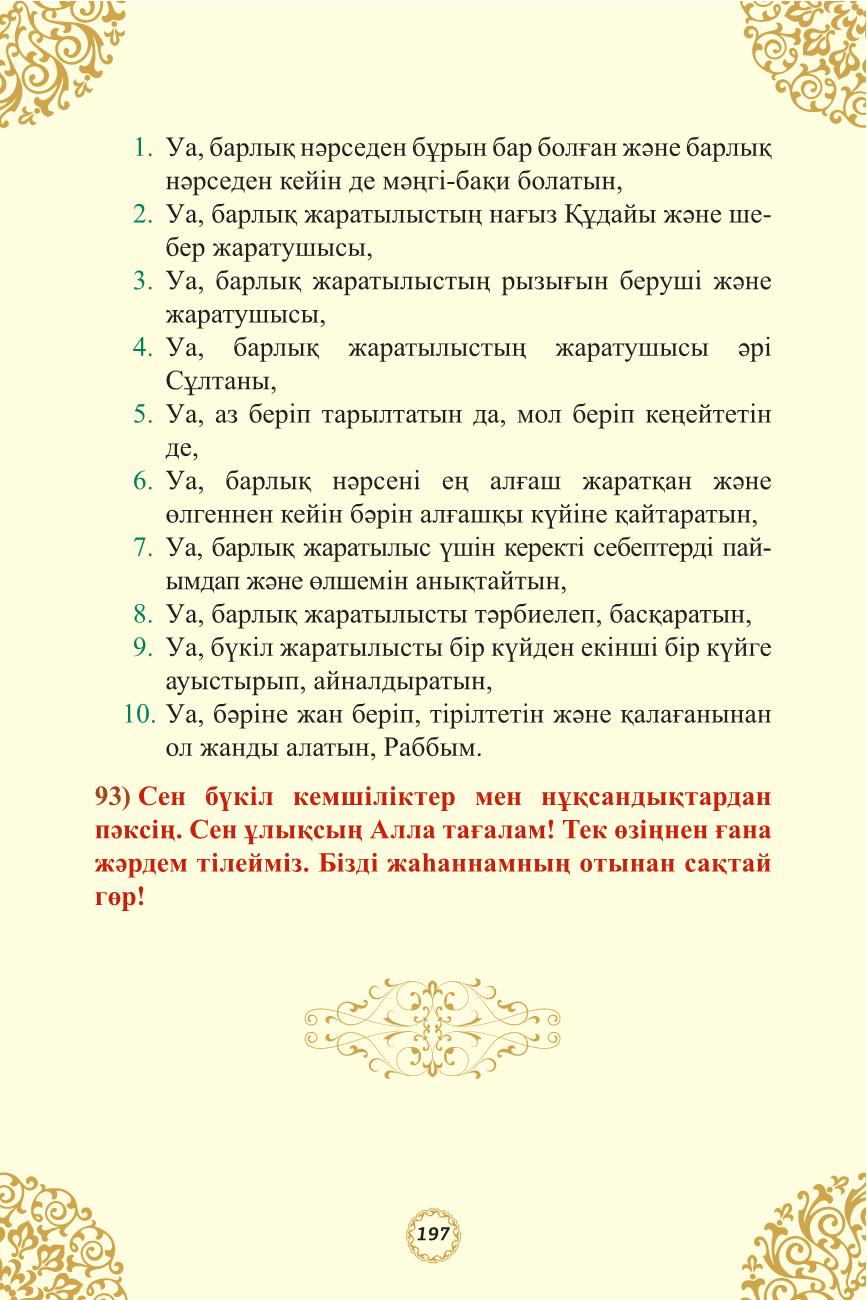 1. Уа, барлық нәрседен бұрын бар болған және барлық
нәрседен кейін де мәңгі-бақи болатын,
2. Уа, барлық жаратылыстың нағыз Құдайы және ше-
бер жаратушысы,
3. Уа, барлық жаратылыстың рызығын беруші және
жаратушысы,
4. Уа, барлық жаратылыстың жаратушысы әрі
Сұлтаны,
5. Уа, аз беріп тарылтатын да, мол беріп кеңейтетін
де,
6. Уа, барлық нәрсені ең алғаш жаратқан және
өлгеннен кейін бәрін алғашқы күйіне қайтаратын,
7. Уа, барлық жаратылыс үшін керекті себептерді пай-
ымдап және өлшемін анықтайтын,
8. Уа, барлық жаратылысты тәрбиелеп, басқаратын,
9. Уа, бүкіл жаратылысты бір күйден екінші бір күйге
ауыстырып, айналдыратын,
10. Уа, бәріне жан беріп, тірілтетін және қалағанынан
ол жанды алатын, Раббым.
93) Сен бүкіл кемшіліктер мен нұқсандықтардан
пәксің. Сен ұлықсың Алла тағалам! Тек өзіңнен ғана
жәрдем тілейміз. Бізді жаһаннамның отынан сақтай
гөр!
197